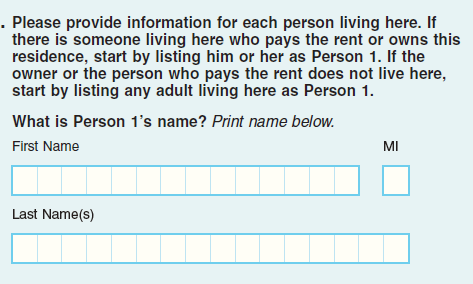 . Please provide information for each person living here. If
there is someone living here who pays the rent or owns this
residence, start by listing him or her as Person 1. If the
owner or the person who pays the rent does not live here,
start by listing any adult living here as Person 1.
What is Person 1's name? Print name below.
First Name MI
Last Name(s)